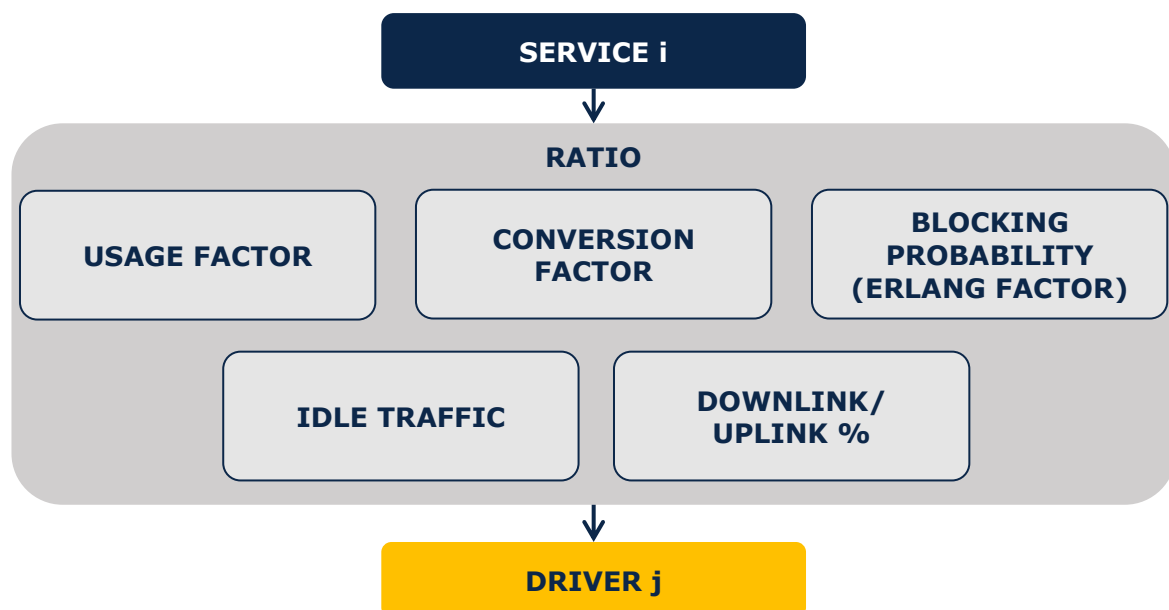 SERVICE i
RATIO
USAGE FACTOR
CONVERSION
FACTOR
BLOCKING
PROBABILITY
(ERLANG FACTOR)
IDLE TRAFFIC
DOWNLINK/
UPLINK %
DRIVER j